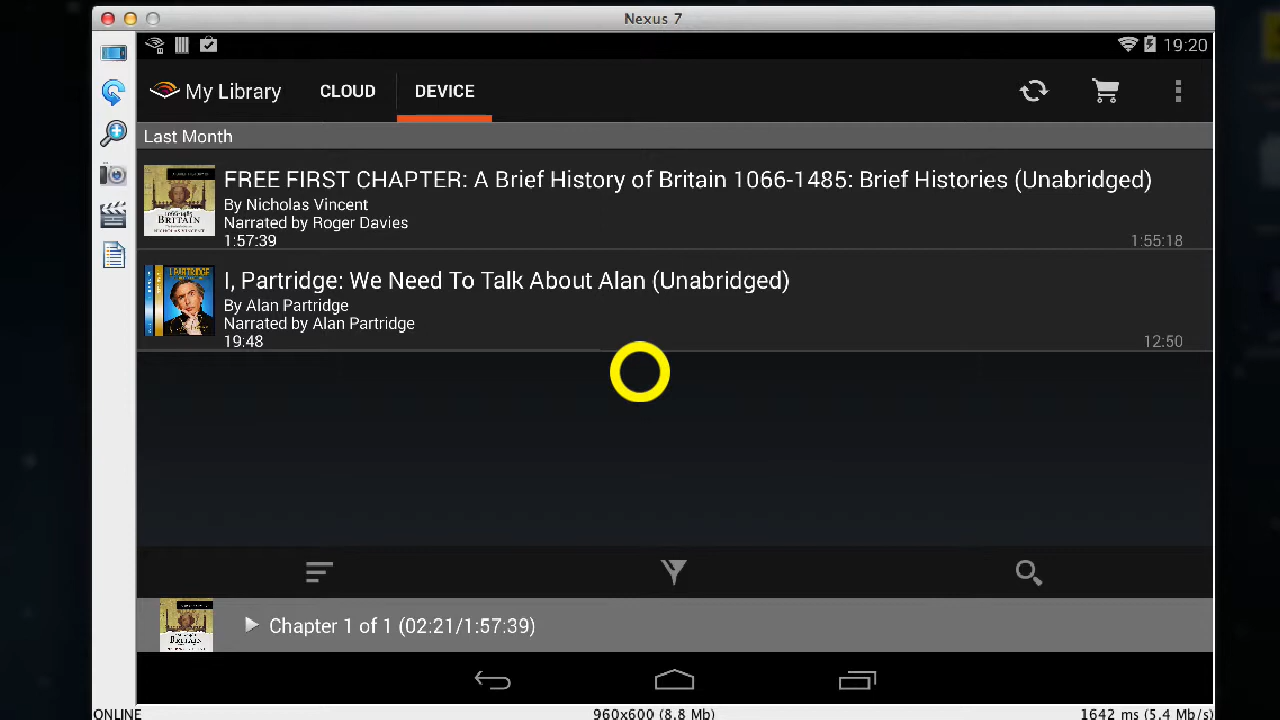 Nexus 7
19:20
My Library
CLOUD
DEVICE
Last Month
FREE FIRST CHAPTER: A Brief History of Britain 1066-1485: Brief Histories (Unabridged)
By Nicholas Vincent
Narrated by Roger Davies
1:57:39
1:55:18
I, Partridge: We Need To Talk About Alan (Unabridged)
By Alan Partridge
Narrated by Alan Partridge
19:48
12:50
Chapter 1 of 1 (02:21/1:57:39)
ONLINE
960x600 (8.8 Mb)
1642 ms (5.4 Mb/s)